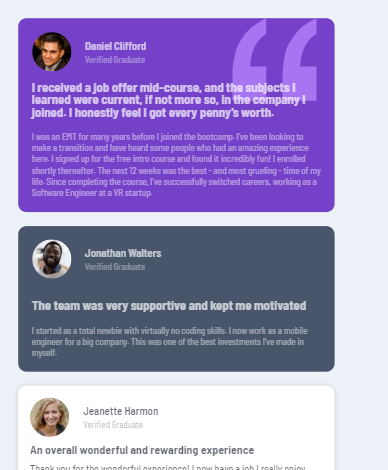 Daniel Clifford
Verified Graduate
I received a job offer mid-course, and the subjects I
learned were current, if not more so, in the company I
joined. I honestly feel I got every penny's worth.
I was an EMT for many years before I joined the bootcamp. I've been looking to
make a transition and have heard some people who had an amazing experience
here. I signed up for the free intro course and found it incredibly fun! I enrolled
shortly thereafter. The next 12 weeks was the best - and most grueling - time of my
life. Since completing the course, I've successfully switched careers, working as a
Software Engineer at a VR startup.
Jonathan Walters
Verified Graduate
The team was very supportive and kept me motivated
I started as a total newbie with virtually no coding skills. I now work as a mobile
engineer for a big company. This was one of the best investments I've made in
myself.
Jeanette Harmon
Verified Graduate
An overall wonderful and rewarding experience
Thank you for the wonderful experience! I now have a job I really enjoy,